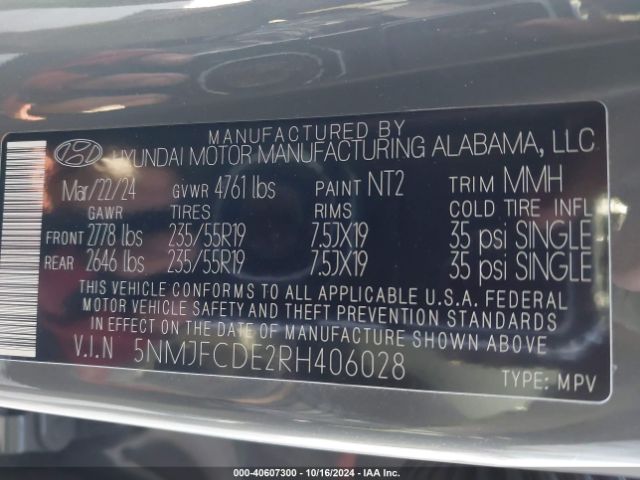 MANUFACTURED BY
HYUNDAI MOTOR MANUFACTURING ALABAMA, LLC
Mar/22/24 GVWR 4761 lbs PAINT NT2 TRIM MMH
GAWR TIRES RIMS COLD TIRE INFL
FRONT 2778 lbs 235/55R19 7.5JX19 35 psi SINGLE
REAR 2646 lbs 235/55R19 7.5JX19 35 psi SINGLE
THIS VEHICLE CONFORMS TO ALL APPLICABLE U.S.A. FEDERAL
MOTOR VEHICLE SAFETY AND THEFT PREVENTION STANDARDS
IN EFFECT ON THE DATE OF MANUFACTURE SHOWN ABOVE
V.I.N 5NMJFCDE2RH406028
TYPE: MPV
000-40607300 - 10/16/2024 - IAA Inc.